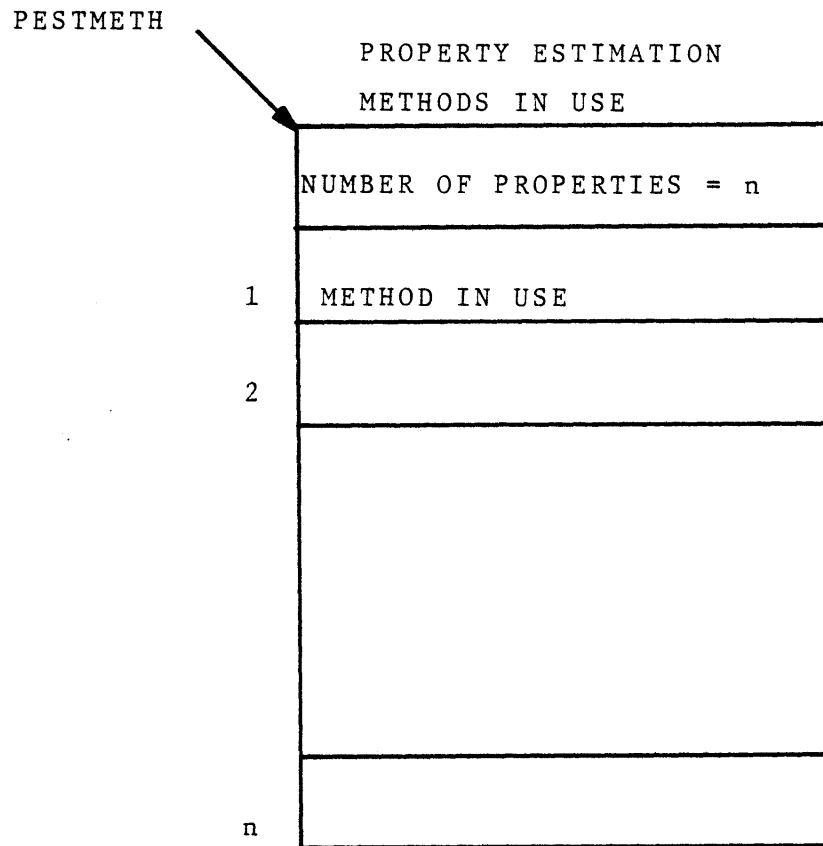 PESTMETH
PROPERTY ESTIMATION
METHODS IN USE
NUMBER OF PROPERTIES = n
1 METHOD IN USE
2
n